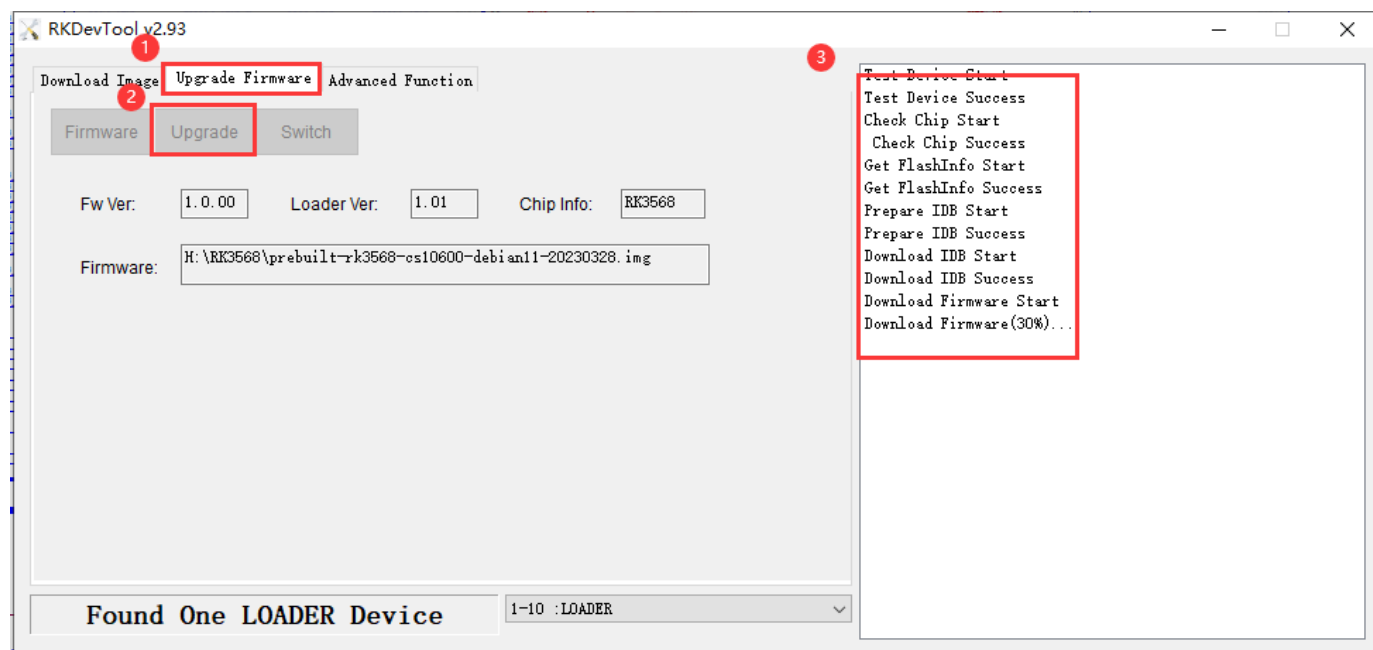 RKDevTool v2.93
1
3
Download Image Upgrade Firmware Advanced Function
2
Firmware Upgrade Switch
Fw Ver: 1.0.00 Loader Ver: 1.01 Chip Info: RK3568
Firmware: H:\RK3568\prebuilt-rk3568-cs10600-debian11-20230328.img
Found One LOADER Device
1-10 :LOADER
Test Device Start
Test Device Success
Check Chip Start
Check Chip Success
Get FlashInfo Start
Get FlashInfo Success
Prepare IDB Start
Prepare IDB Success
Download IDB Start
Download IDB Success
Download Firmware Start
Download Firmware(30%)...